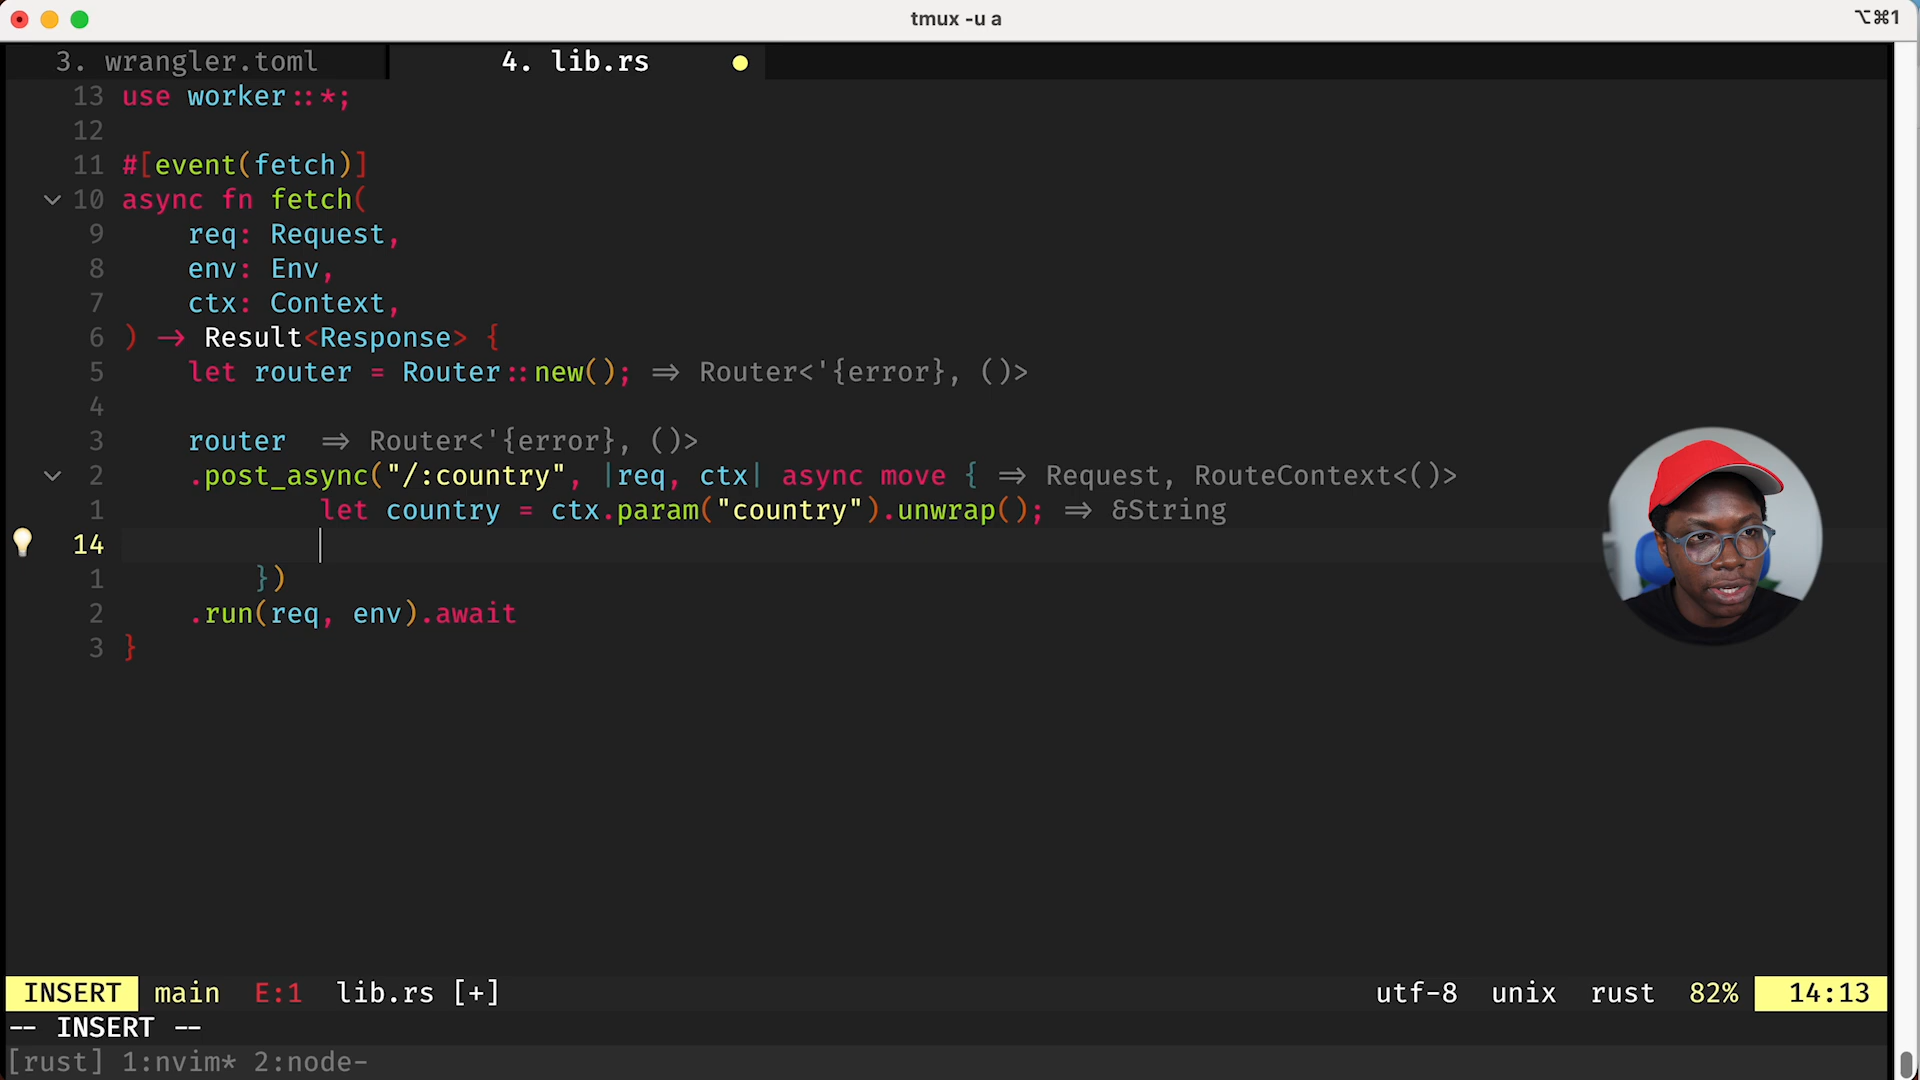 tmux -u a
⌥⌘1
3. wrangler.toml 4. lib.rs
13 use worker::*;
12
11 #[event(fetch)]
10 async fn fetch(
9 req: Request,
8 env: Env,
7 ctx: Context,
6 ) -> Result<Response> {
5 let router = Router::new(); => Router<'{error}, ()>
4
3 router => Router<'{error}, ()>
2 .post_async("/:country", |req, ctx| async move { => Request, RouteContext<()>
1 let country = ctx.param("country").unwrap(); => &String
14
1 })
2 .run(req, env).await
3 }
INSERT main E:1 lib.rs [+] utf-8 unix rust 82% 14:13
-- INSERT --
[rust] 1:nvim* 2:node-